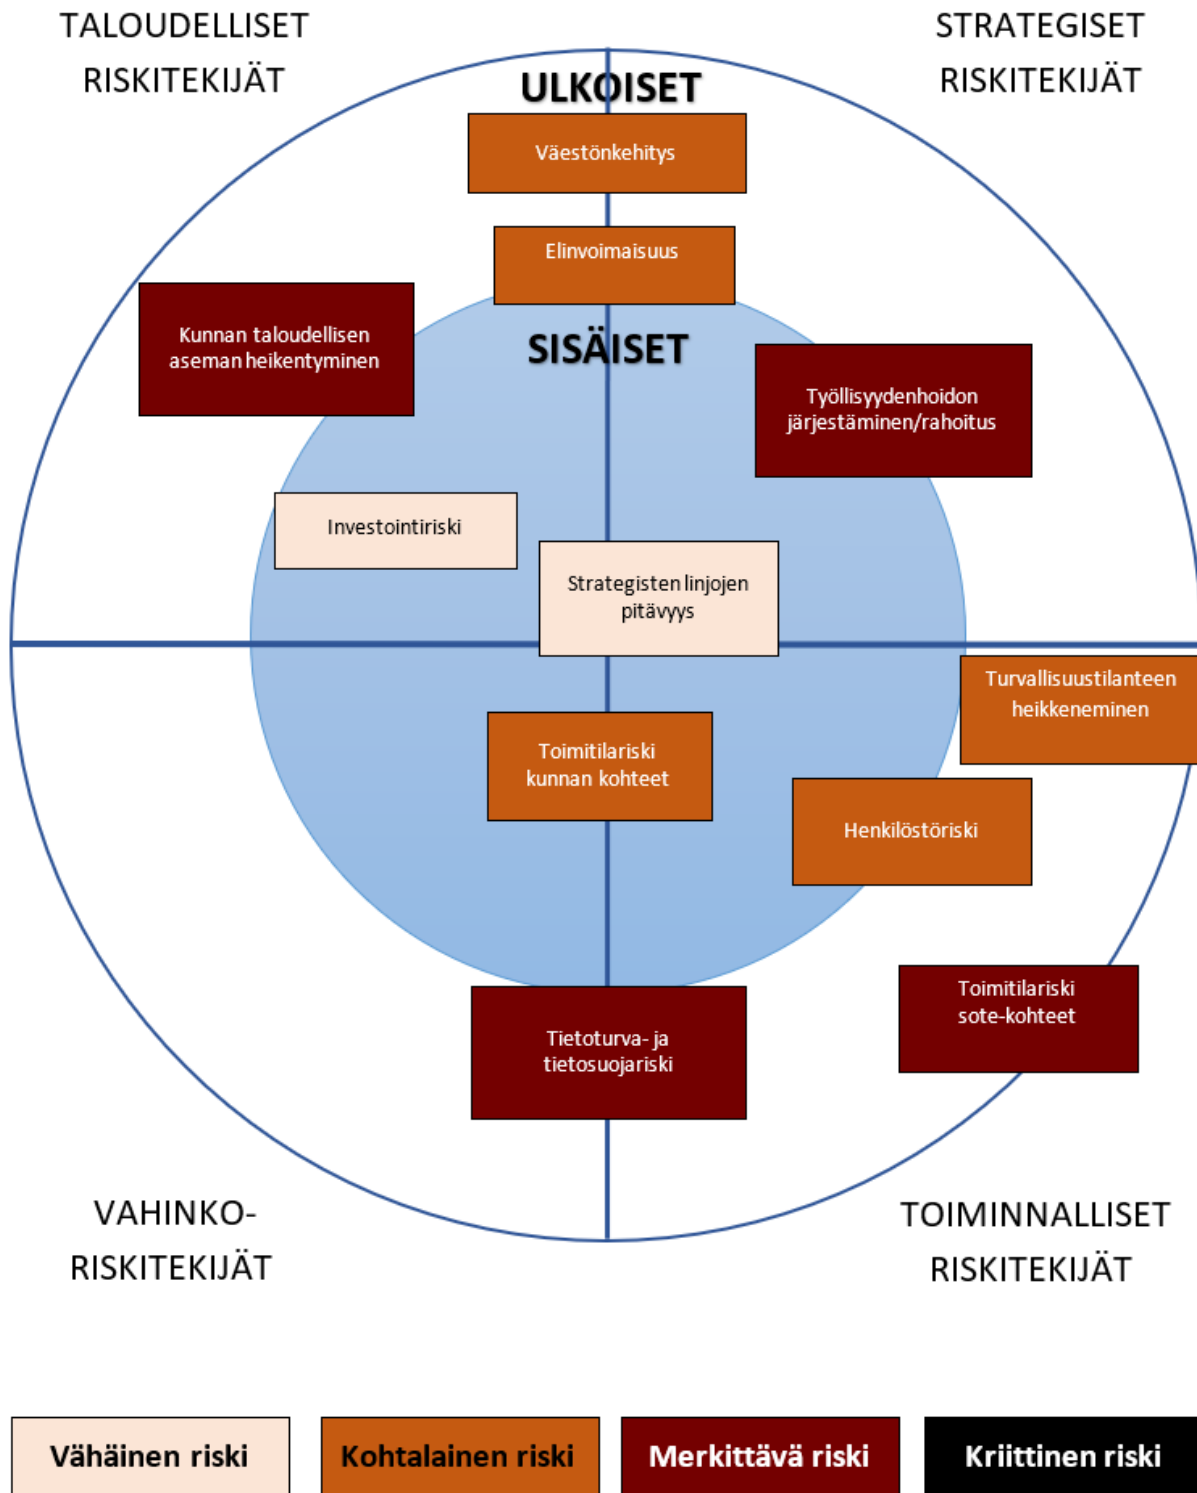 TALOUDELLISET
RISKITEKIJÄT
STRATEGISET
RISKITEKIJÄT
ULKOISET
Väestönkehitys
Elinvoimaisuus
Kunnan taloudellisen
aseman heikentyminen
SISÄISET
Työllisyydenhoidon
järjestäminen/rahoitus
Investointiriski
Strategisten linjojen
pitävyys
Turvallisuustilanteen
heikkeneminen
Toimitilariski
kunnan kohteet
Henkilöstöriski
Toimitilariski
sote-kohteet
Tietoturva- ja
tietosuojariski
VAHINKO-
RISKITEKIJÄT
TOIMINNALLISET
RISKITEKIJÄT
Vähäinen riski
Kohtalainen riski
Merkittävä riski
Kriittinen riski